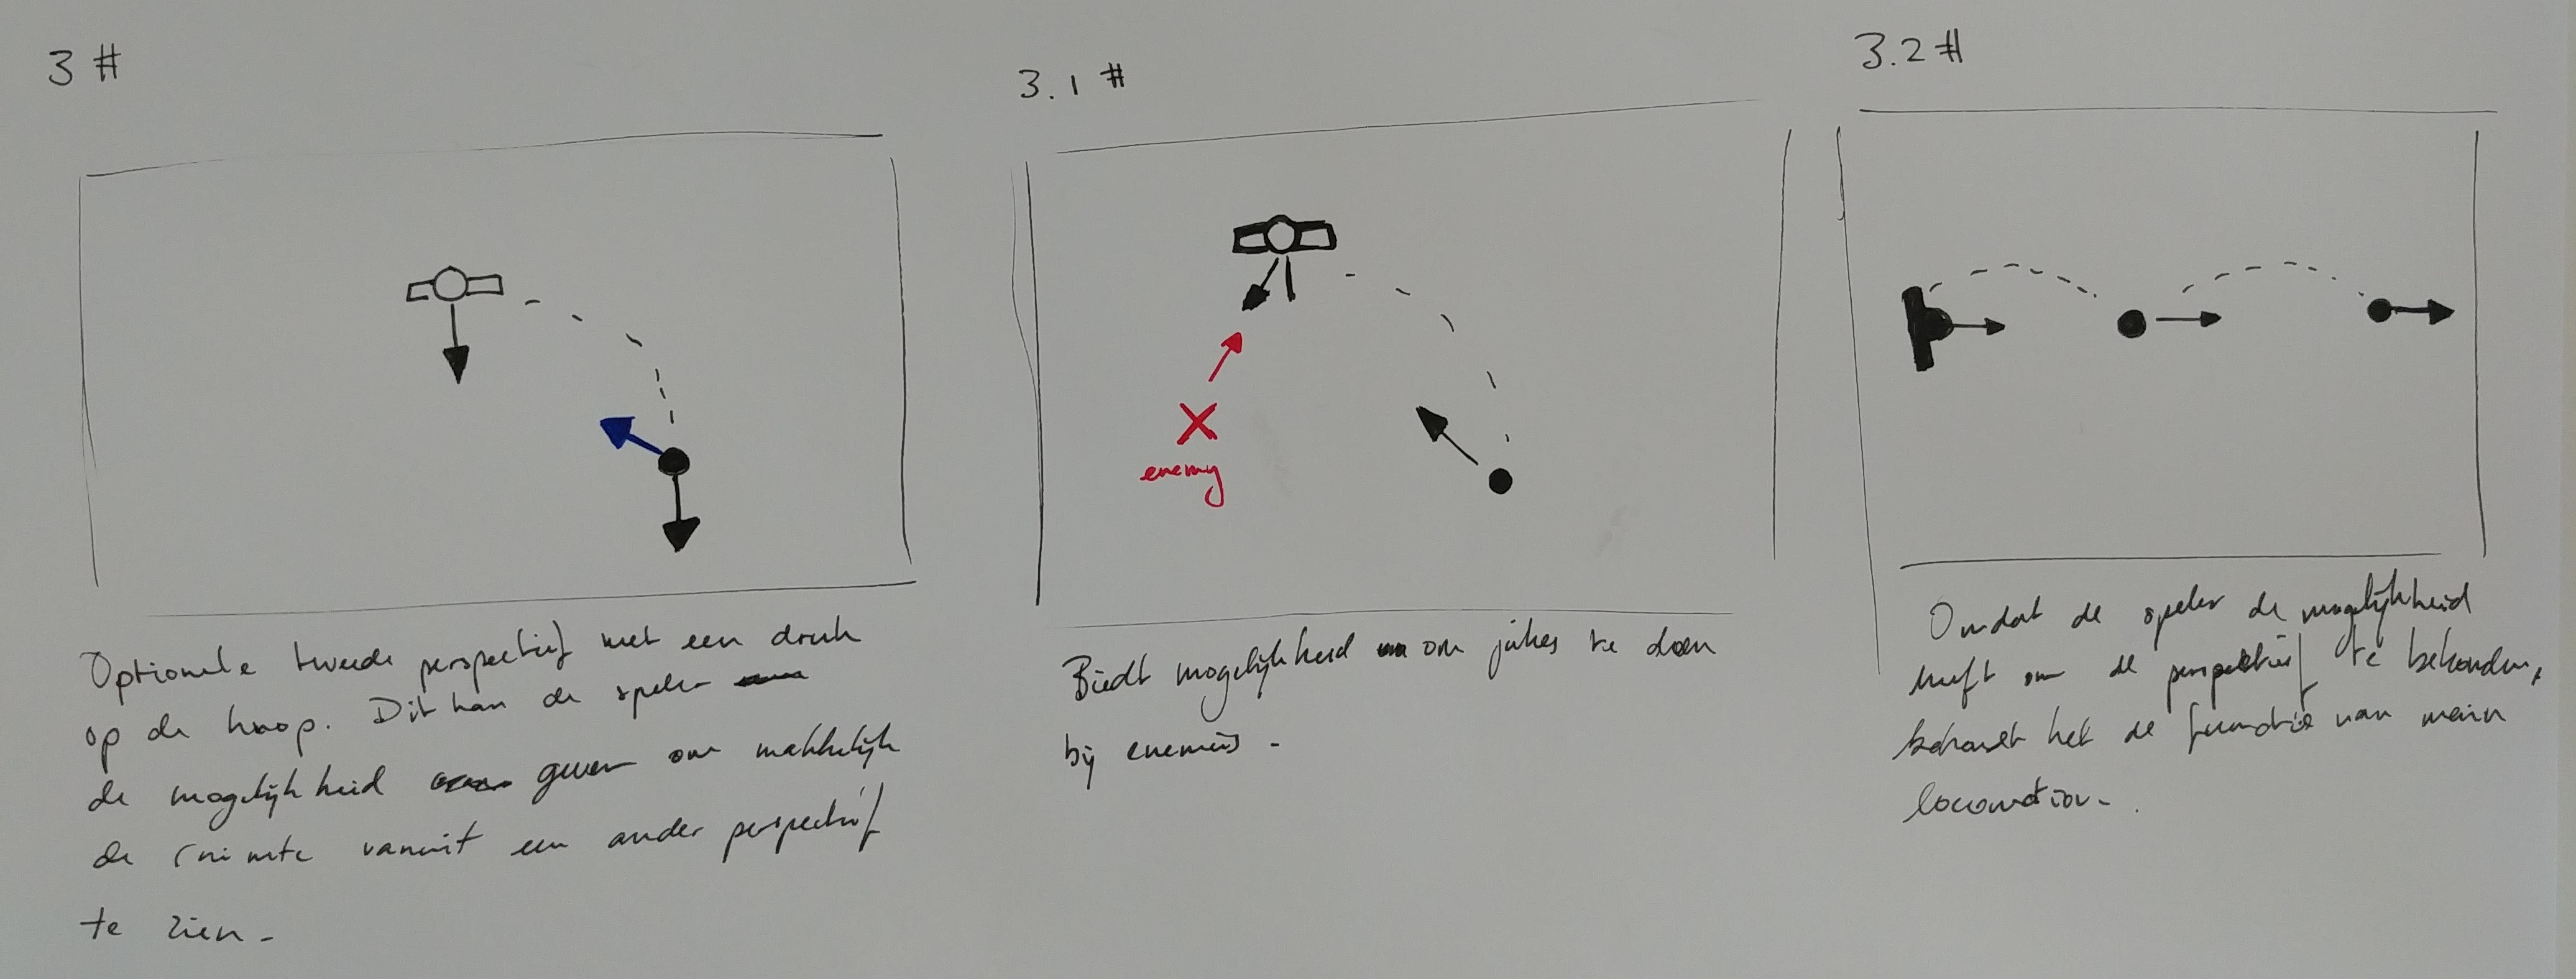 3 #
Optionele tweede perspectief met een druk
op de knop. Dit kan de speler
de mogelijkheid geven om makkelijk
de ruimte vanuit een ander perspectief
te zien.
3.1 #
enemy
Biedt mogelijkheid om jukes te doen
bij enemies.
3.2 #
Omdat de speler de mogelijkheid
heeft om de perspectief te behouden,
behoudt het de functie van main
locomotion.